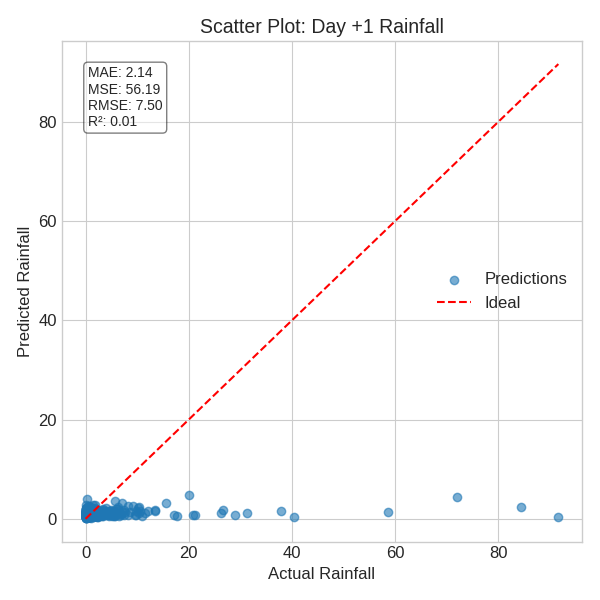 Scatter Plot: Day +1 Rainfall
MAE: 2.14
MSE: 56.19
RMSE: 7.50
R²: 0.01
80
60
40
20
0
Predicted Rainfall
Predictions
Ideal
0 20 40 60 80
Actual Rainfall